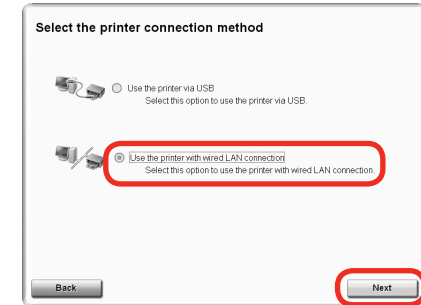 Select the printer connection method
Use the printer via USB
Select this option to use the printer via USB.
Use the printer with wired LAN connection
Select this option to use the printer with wired LAN connection.
Back
Next